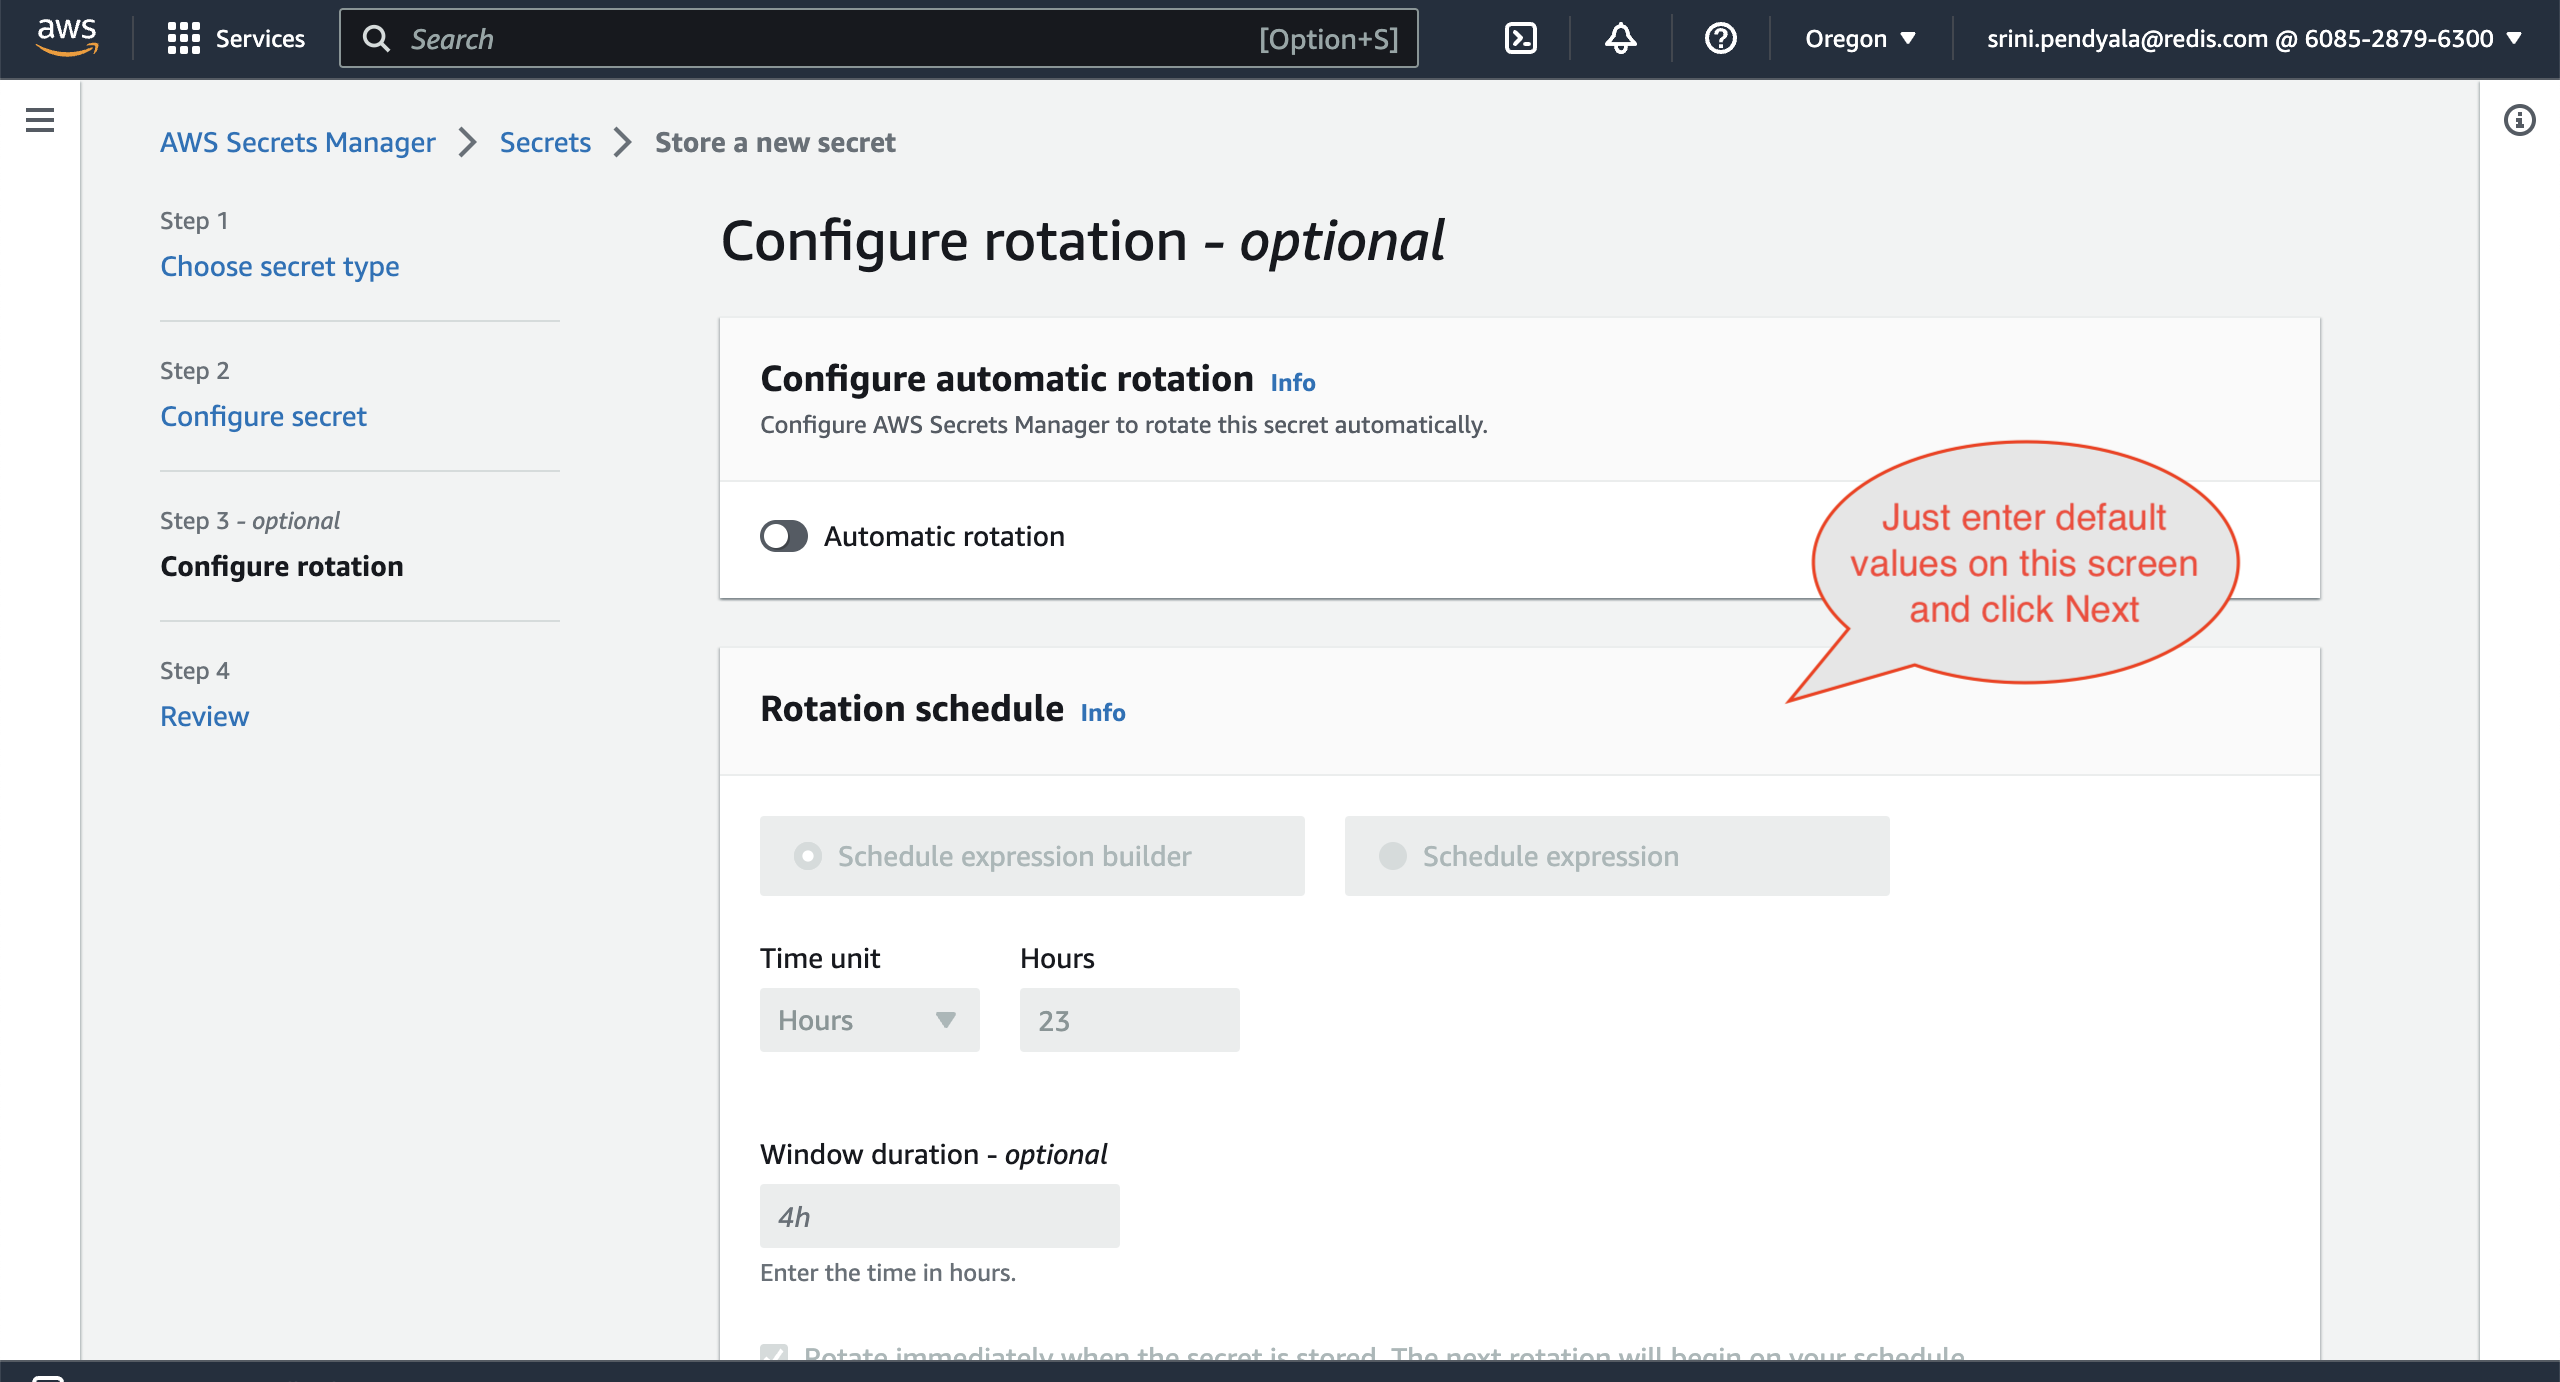 aws
Services
Search
[Option+S]
Oregon
srini.pendyala@redis.com @ 6085-2879-6300
AWS Secrets Manager
Secrets
Store a new secret
Step 1
Choose secret type
Step 2
Configure secret
Step 3 - optional
Configure rotation
Step 4
Review
Configure rotation - optional
Configure automatic rotation Info
Configure AWS Secrets Manager to rotate this secret automatically.
Automatic rotation
Just enter default
values on this screen
and click Next
Rotation schedule Info
Schedule expression builder
Schedule expression
Time unit
Hours
Hours
23
Window duration - optional
4h
Enter the time in hours.
Rotate immediately when the secret is stored. The next rotation will begin on your schedule.